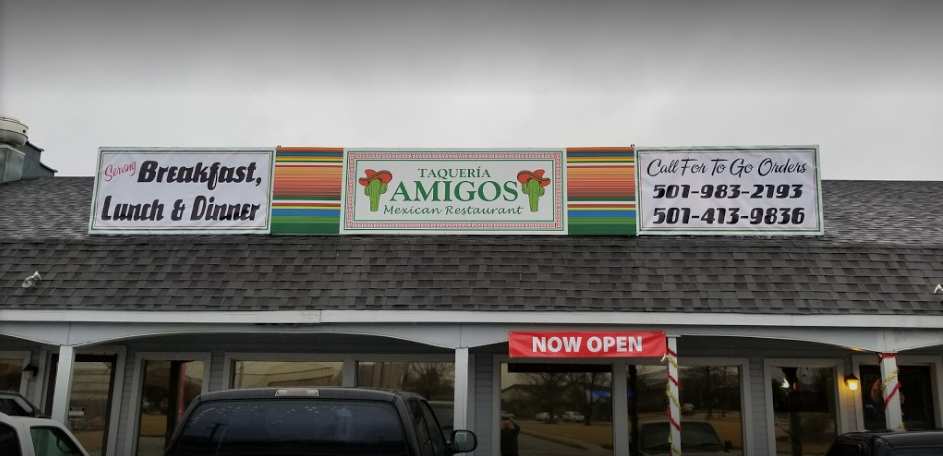 Serving
Breakfast,
Lunch & Dinner
TAQUERÍA
AMIGOS
Mexican Restaurant
Call For To Go Orders
501-983-2193
501-413-9836
NOW OPEN